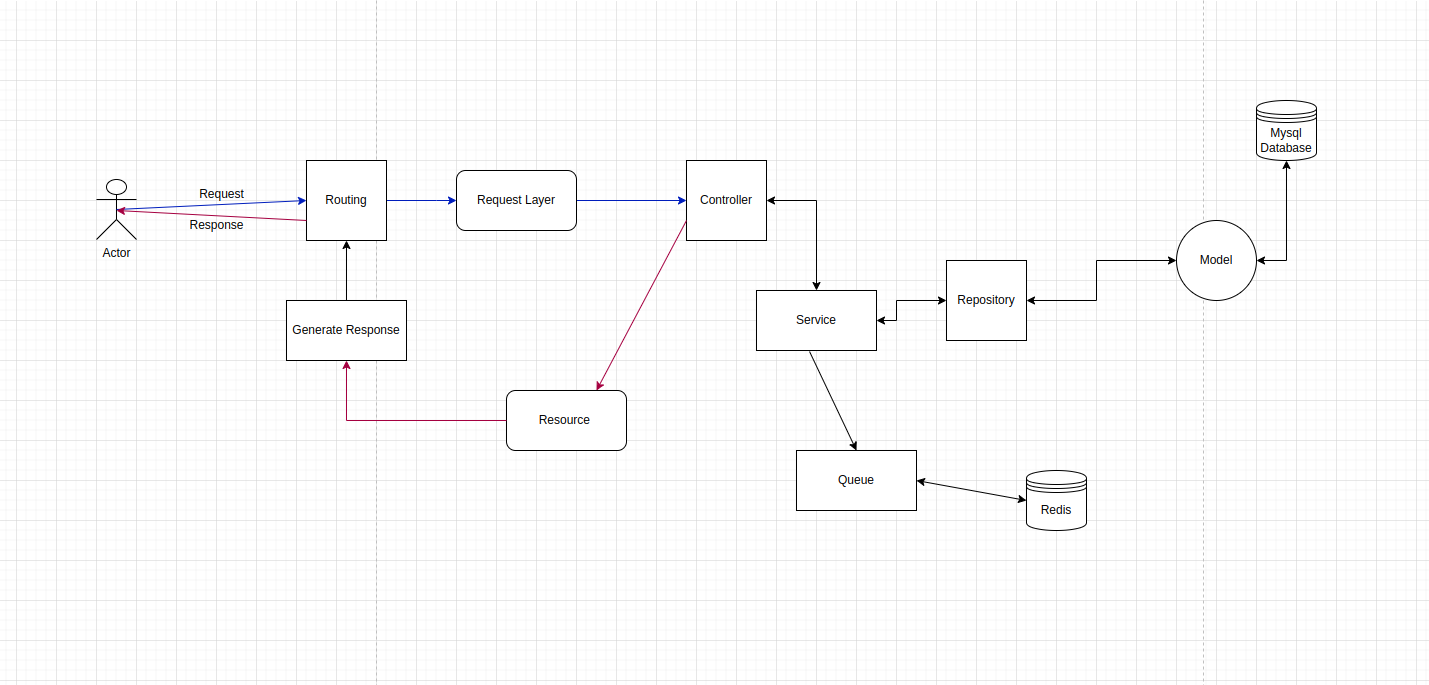 Mysql
Database
Request
Routing
Request Layer
Controller
Response
Actor
Model
Repository
Service
Generate Response
Resource
Queue
Redis